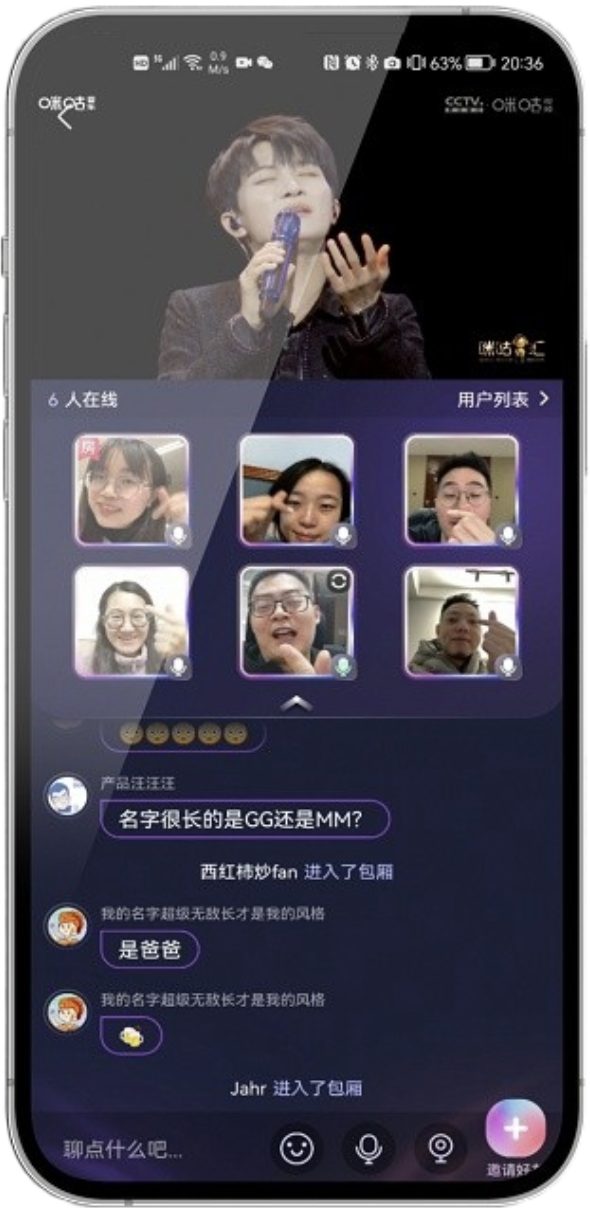 HD 5G 0.9 M/s 63% 20:36
咪咕
CCTV 咪咕
咪咕汇
6 人在线 用户列表
房
产品汪汪汪
名字很长的是GG还是MM?
西红柿炒fan 进入了包厢
我的名字超级无敌长才是我的风格
是爸爸
我的名字超级无敌长才是我的风格
Jahr 进入了包厢
聊点什么吧...
邀请好